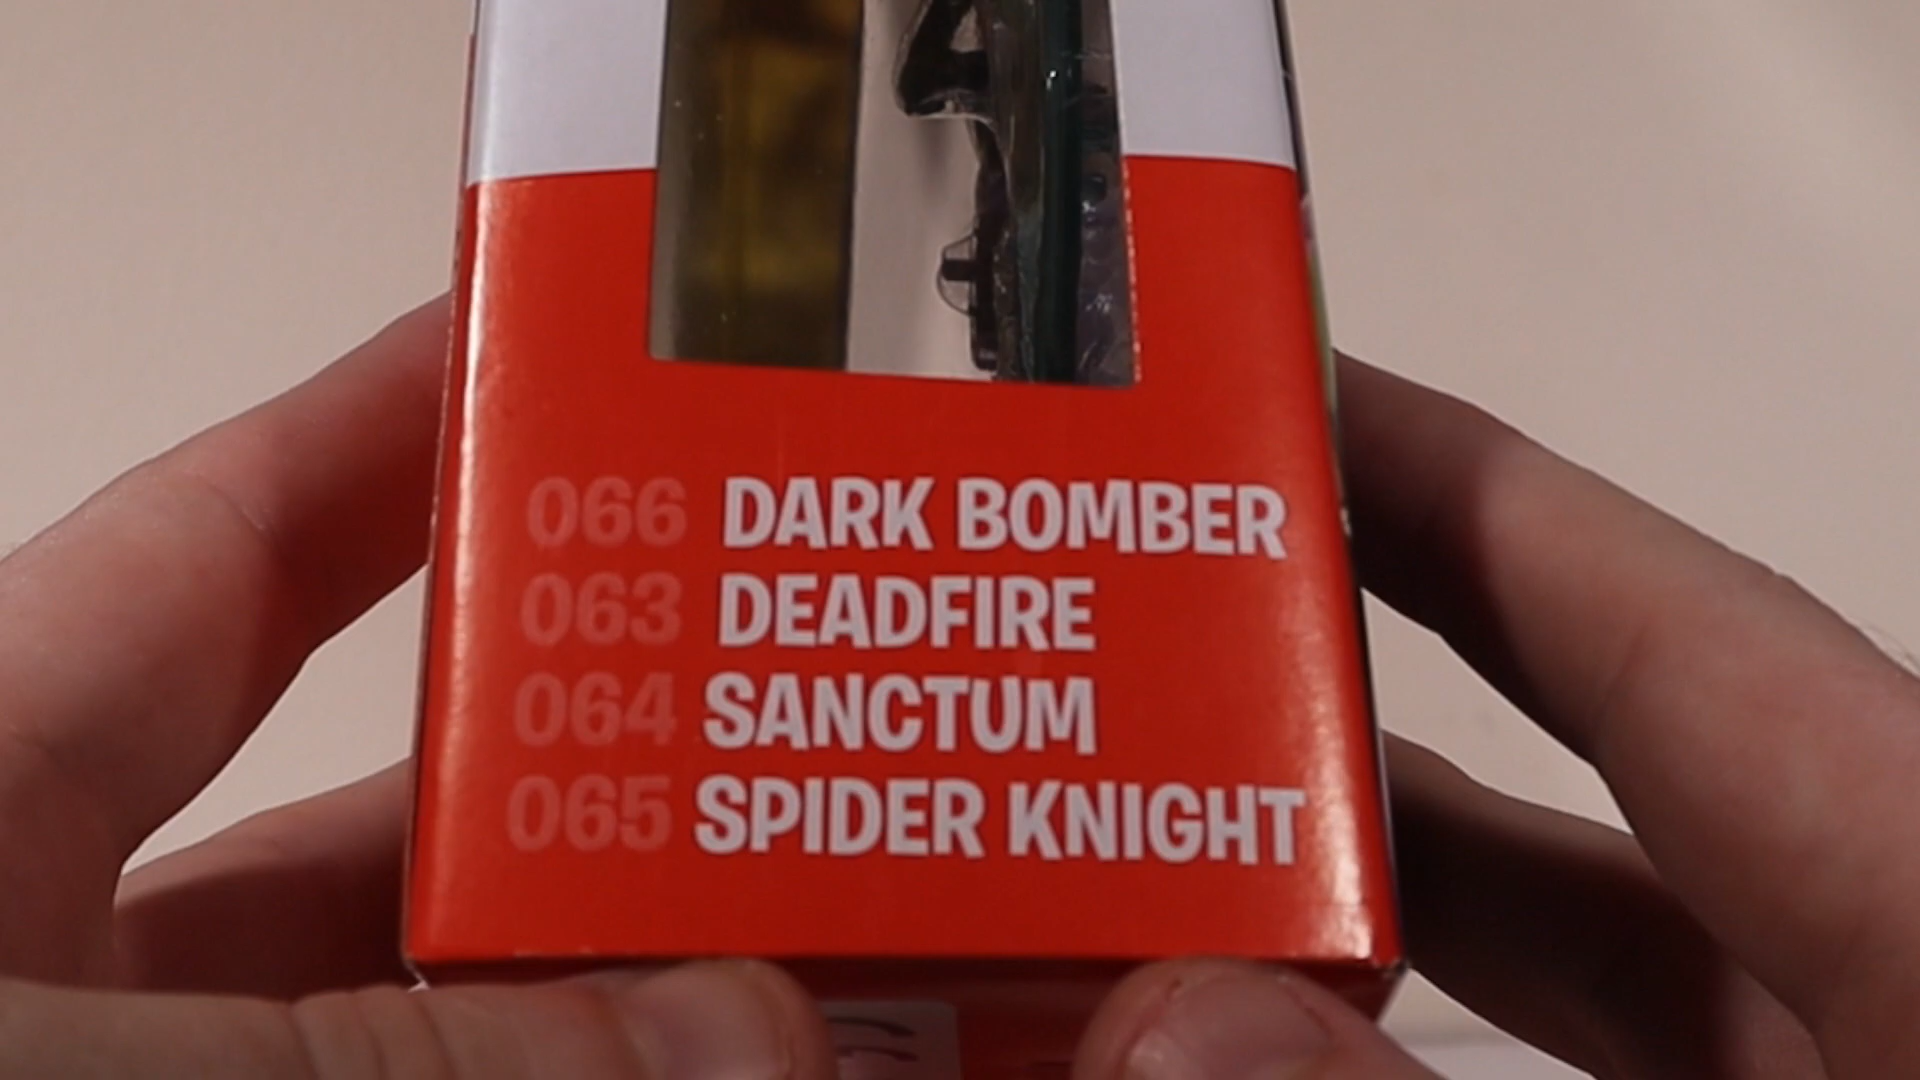 066 DARK BOMBER
063 DEADFIRE
064 SANCTUM
065 SPIDER KNIGHT